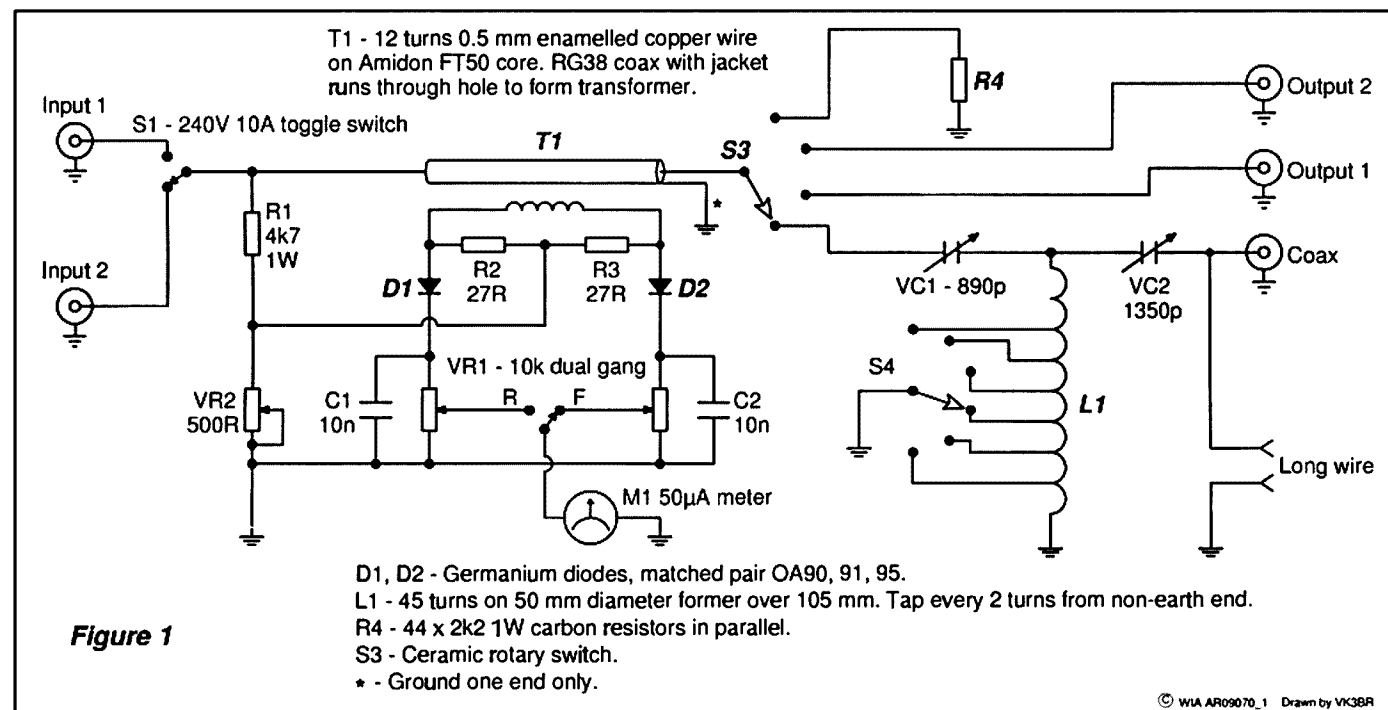 T1 - 12 turns 0.5 mm enamelled copper wire
on Amidon FT50 core. RG38 coax with jacket
runs through hole to form transformer.
Input 1
S1 - 240V 10A toggle switch
T1
S3
R4
Output 2
Output 1
*
R1
4k7
1W
Input 2
R2
27R
R3
27R
D1
D2
VC1 - 890p
VC2
1350p
Coax
VR1 - 10k dual gang
VR2
500R
C1
10n
R
F
C2
10n
S4
L1
M1 50µA meter
Long wire
D1, D2 - Germanium diodes, matched pair OA90, 91, 95.
L1 - 45 turns on 50 mm diameter former over 105 mm. Tap every 2 turns from non-earth end.
R4 - 44 x 2k2 1W carbon resistors in parallel.
S3 - Ceramic rotary switch.
* - Ground one end only.
Figure 1
© WIA AR09070_1 Drawn by VK3BR